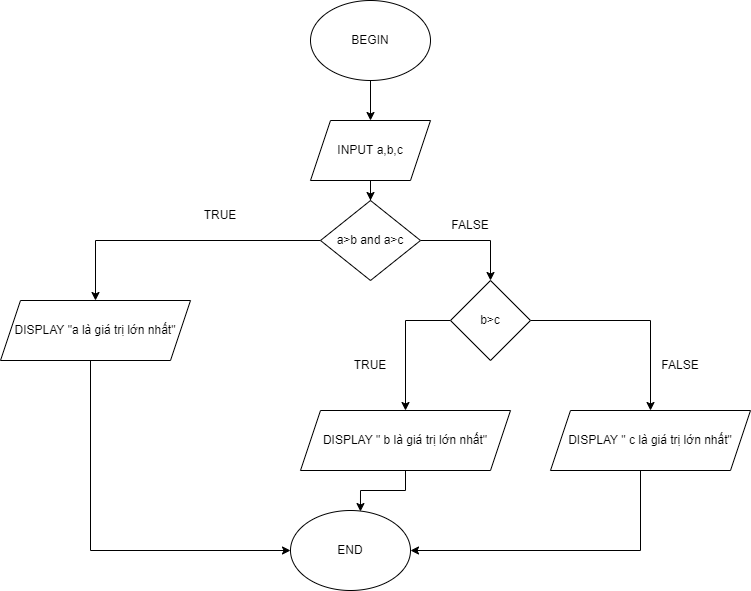 BEGIN
INPUT a,b,c
TRUE
a>b and a>c
FALSE
DISPLAY "a là giá trị lớn nhất"
b>c
TRUE
FALSE
DISPLAY " b là giá trị lớn nhất"
DISPLAY " c là giá trị lớn nhất"
END